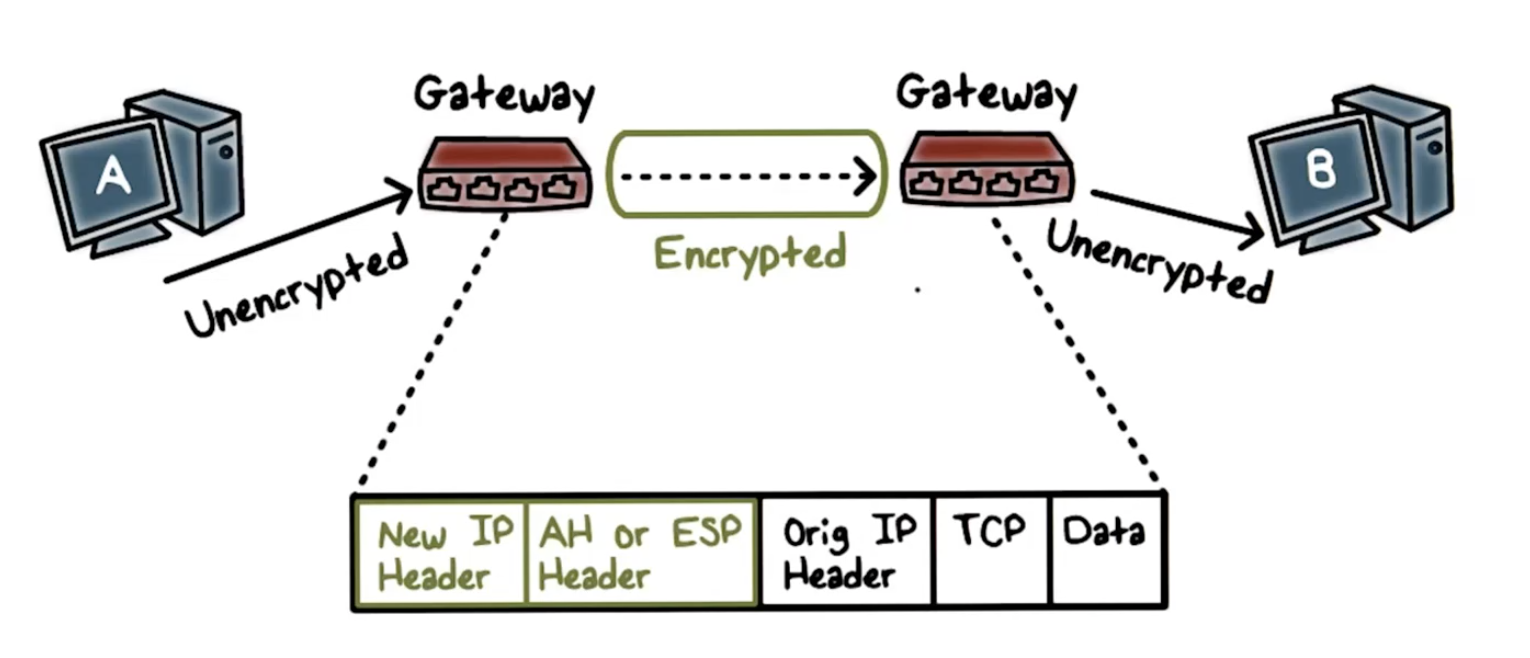 Gateway
Gateway
A
B
Unencrypted
Encrypted
Unencrypted
New IP
Header
AH or ESP
Header
Orig IP
Header
TCP
Data